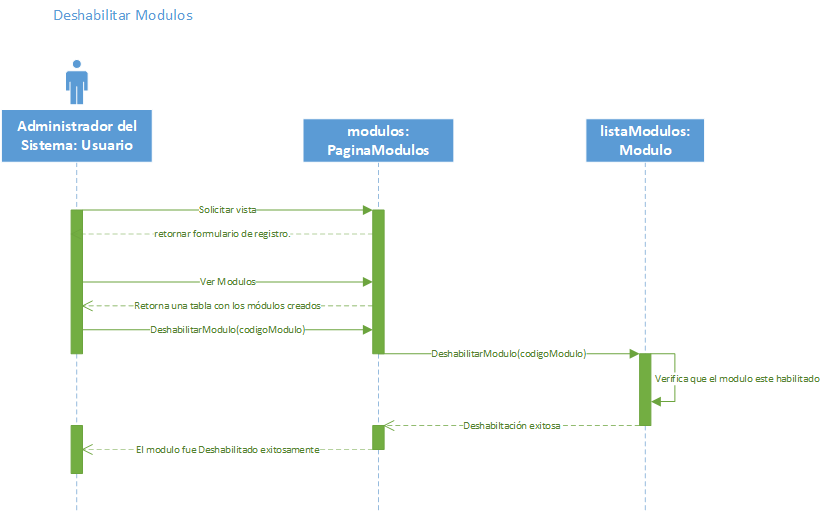 Deshabilitar Modulos
Administrador del
Sistema: Usuario
modulos:
PaginaModulos
listaModulos:
Modulo
Solicitar vista
retornar formulario de registro.
Ver Modulos
Retorna una tabla con los módulos creados
DeshabilitarModulo(codigoModulo)
DeshabilitarModulo(codigoModulo)
Verifica que el modulo este habilitado
Deshabiltación exitosa
El modulo fue Deshabilitado exitosamente